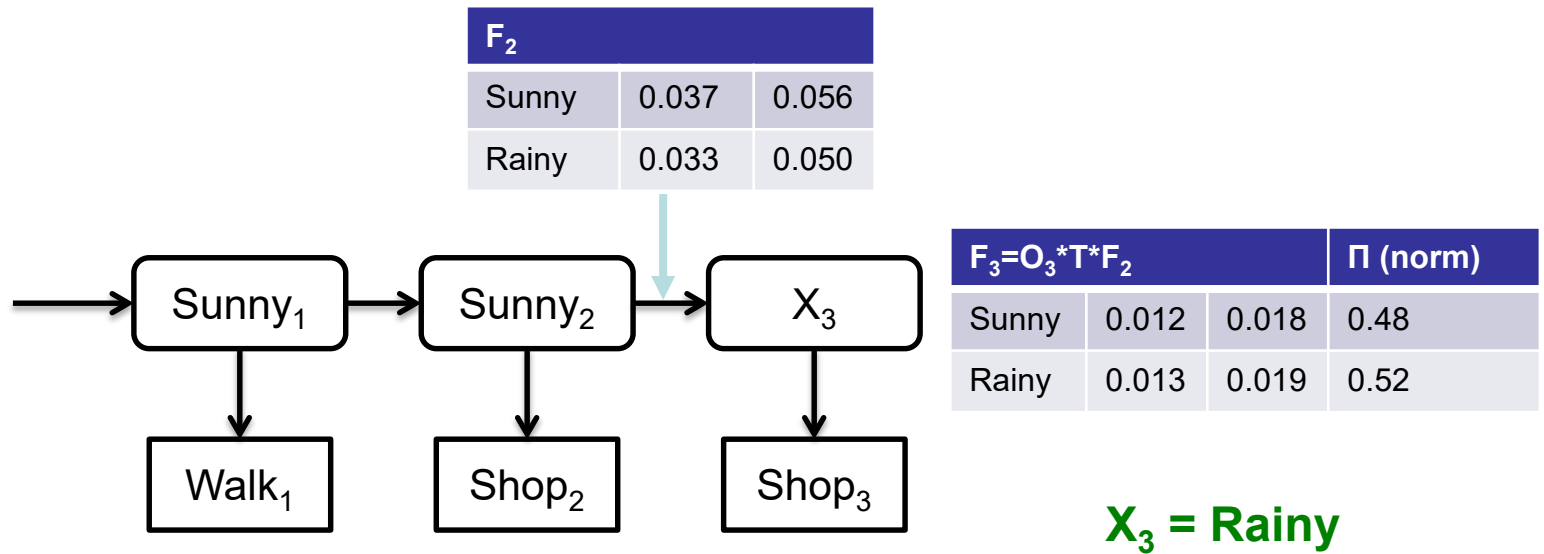 F₂
Sunny 0.037 0.056
Rainy 0.033 0.050
F₃=O₃*T*F₂ Π (norm)
Sunny 0.012 0.018 0.48
Rainy 0.013 0.019 0.52
Sunny₁ Sunny₂ X₃
Walk₁ Shop₂ Shop₃
X₃ = Rainy